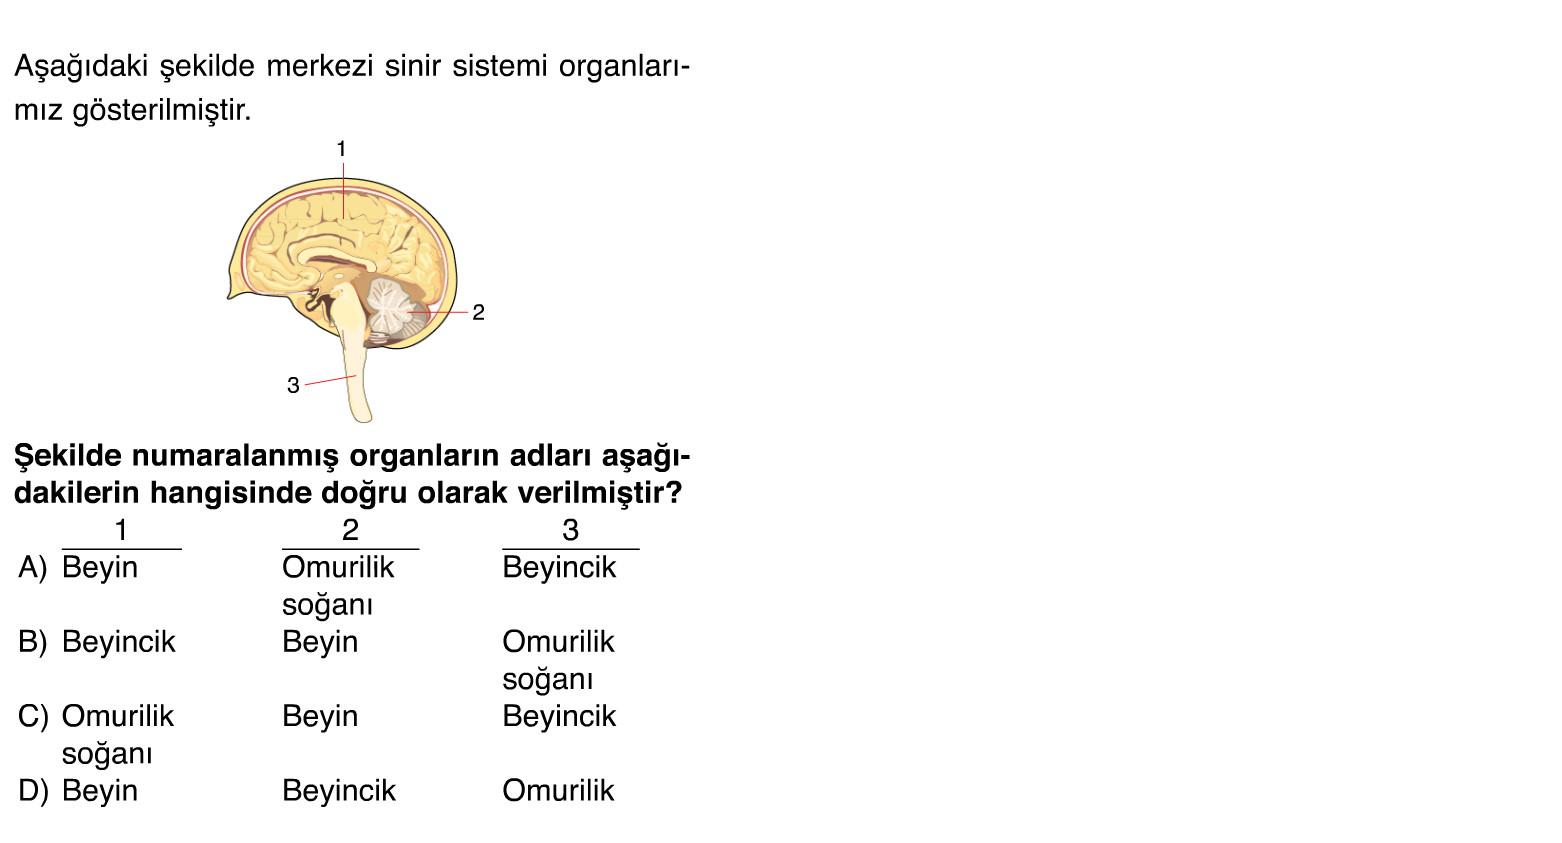 Aşağıdaki şekilde merkezi sinir sistemi organları-
mız gösterilmiştir.
1
2
3
Şekilde numaralanmış organların adları aşağı-
dakilerin hangisinde doğru olarak verilmiştir?
1 2 3
A) Beyin Omurilik Beyincik
soğanı
B) Beyincik Beyin Omurilik
soğanı
C) Omurilik Beyin Beyincik
soğanı
D) Beyin Beyincik Omurilik